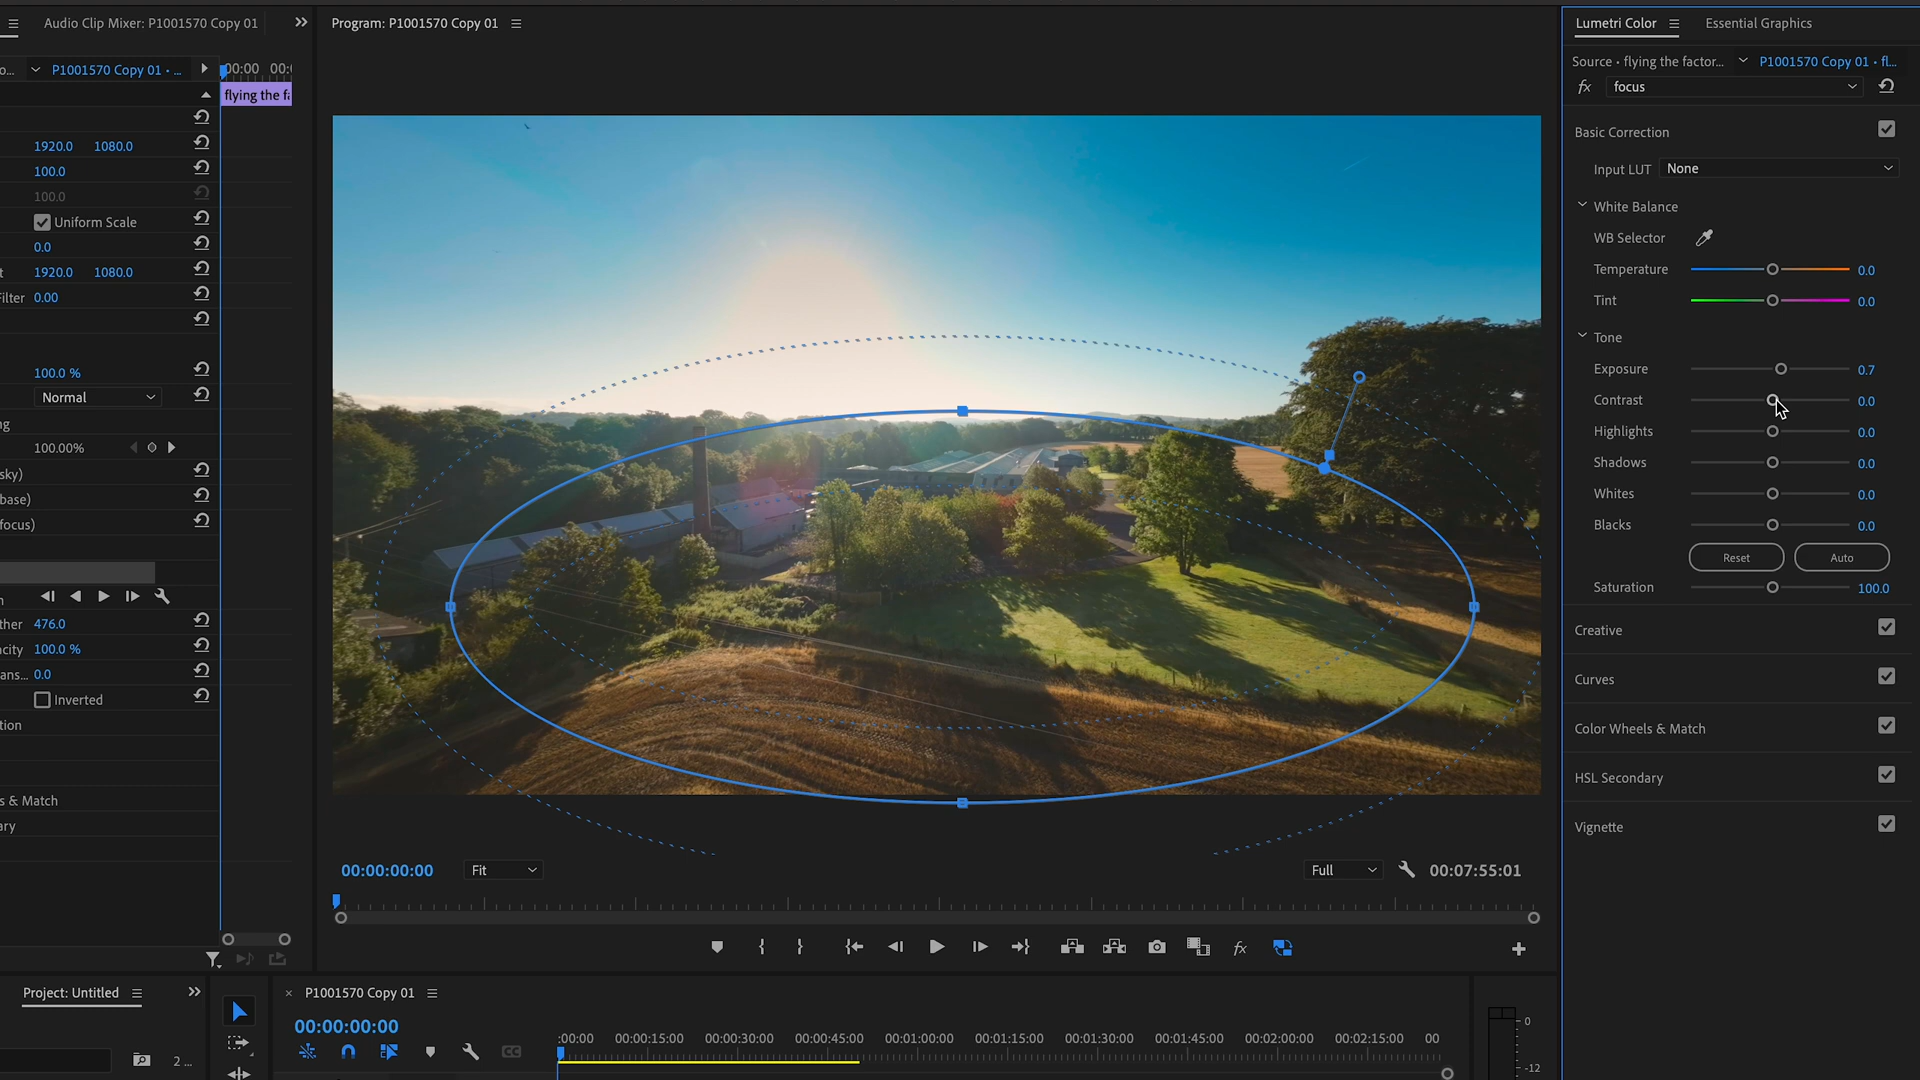 Audio Clip Mixer: P1001570 Copy 01
Program: P1001570 Copy 01
Lumetri Color
Essential Graphics
o...
P1001570 Copy 01 • ...
00:00
00:(
flying the fa
1920.0 1080.0
100.0
100.0
Uniform Scale
0.0
t 1920.0 1080.0
Filter 0.00
100.0 %
Normal
ng
100.00%
sky)
base)
focus)
n
ther 476.0
acity 100.0 %
ans... 0.0
Inverted
tion
s & Match
ary
Source • flying the factor...
P1001570 Copy 01 • fl...
fx focus
Basic Correction
Input LUT None
White Balance
WB Selector
Temperature 0.0
Tint 0.0
Tone
Exposure 0.7
Contrast 0.0
Highlights 0.0
Shadows 0.0
Whites 0.0
Blacks 0.0
Reset Auto
Saturation 100.0
Creative
Curves
Color Wheels & Match
HSL Secondary
Vignette
00:00:00:00 Fit Full 00:07:55:01
fx
Project: Untitled
2 ...
× P1001570 Copy 01
00:00:00:00
CC
:00:00 00:00:15:00 00:00:30:00 00:00:45:00 00:01:00:00 00:01:15:00 00:01:30:00 00:01:45:00 00:02:00:00 00:02:15:00 00
0
-12